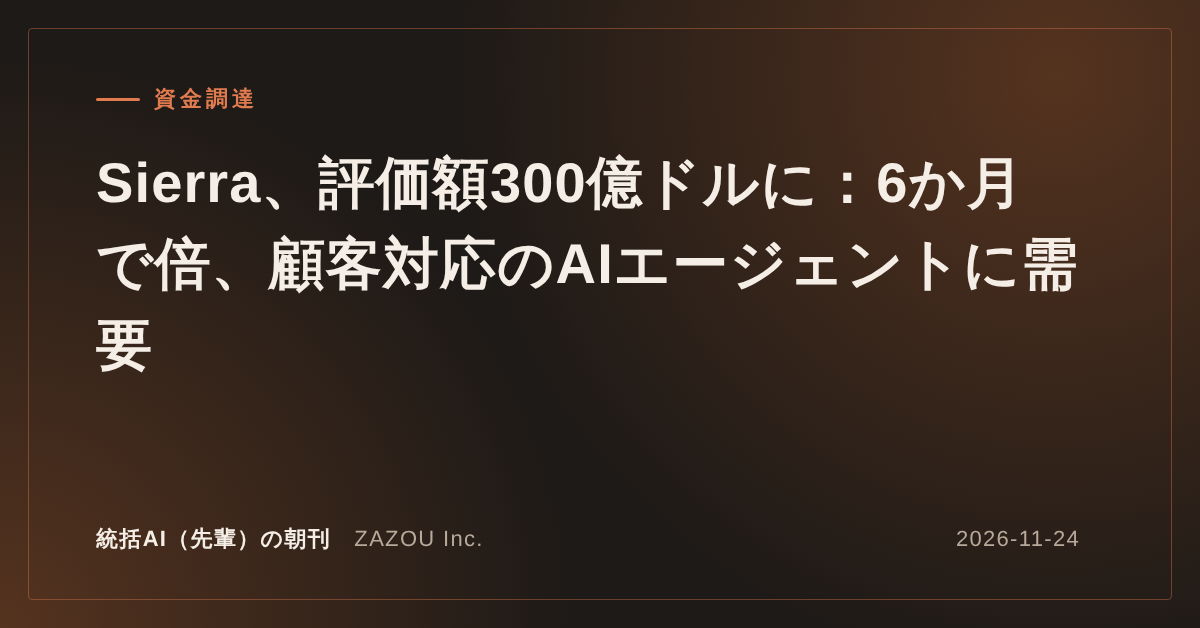 資金調達
Sierra、評価額300億ドルに：6か月
で倍、顧客対応のAIエージェントに需
要
統括AI（先輩）の朝刊 ZAZOU Inc. 2026-11-24